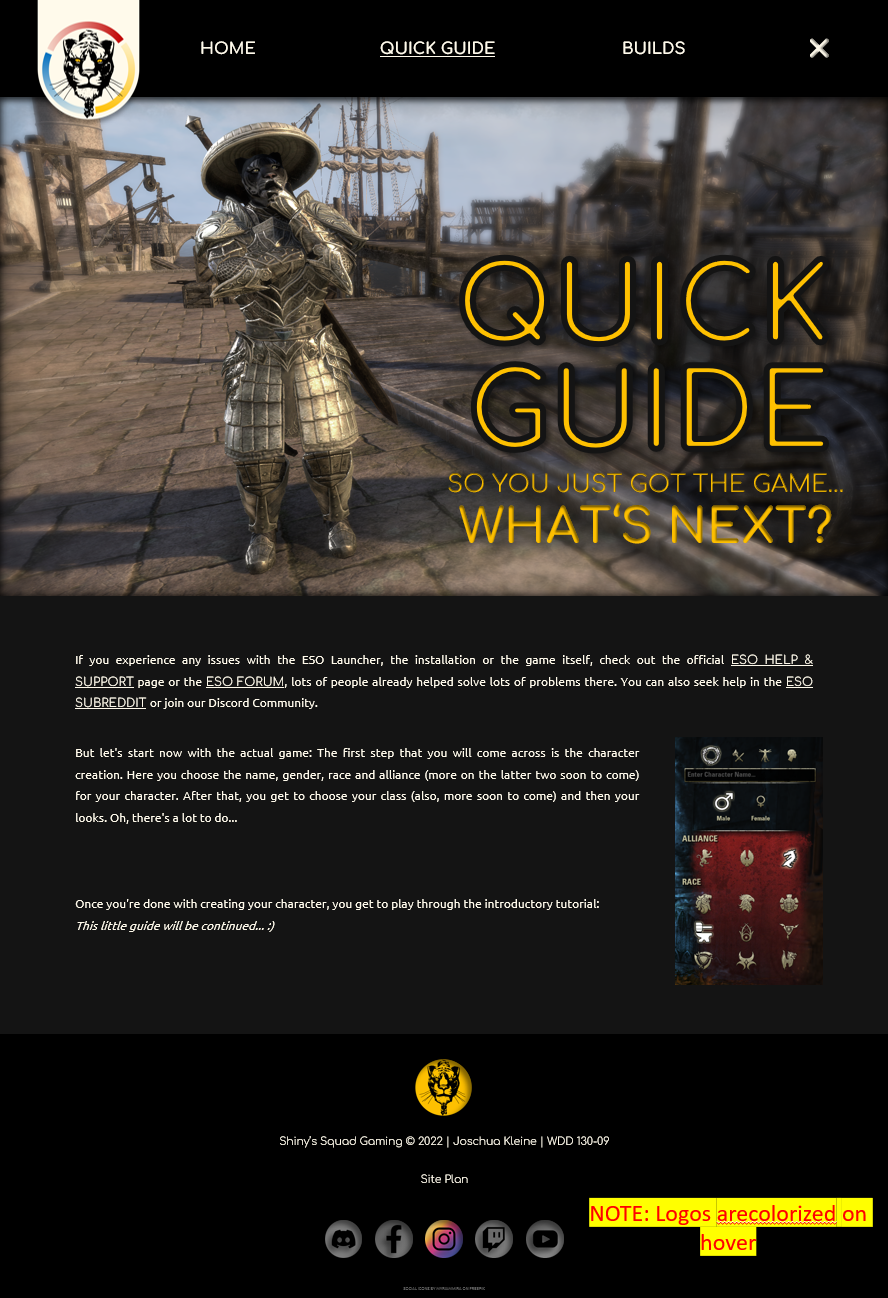 HOME QUICK GUIDE BUILDS
QUICK
GUIDE
SO YOU JUST GOT THE GAME...
WHAT'S NEXT?
If you experience any issues with the ESO Launcher, the installation or the game itself, check out the official ESO HELP &
SUPPORT page or the ESO FORUM, lots of people already helped solve lots of problems there. You can also seek help in the ESO
SUBREDDIT or join our Discord Community.
But let's start now with the actual game: The first step that you will come across is the character
creation. Here you choose the name, gender, race and alliance (more on the latter two soon to come)
for your character. After that, you get to choose your class (also, more soon to come) and then your
looks. Oh, there's a lot to do...
Enter Character Name...
Male Female
ALLIANCE
RACE
Once you're done with creating your character, you get to play through the introductory tutorial:
This little guide will be continued... :)
Shiny's Squad Gaming © 2022 | Joschua Kleine | WDD 130-09
Site Plan
NOTE: Logos arecolorized on
hover